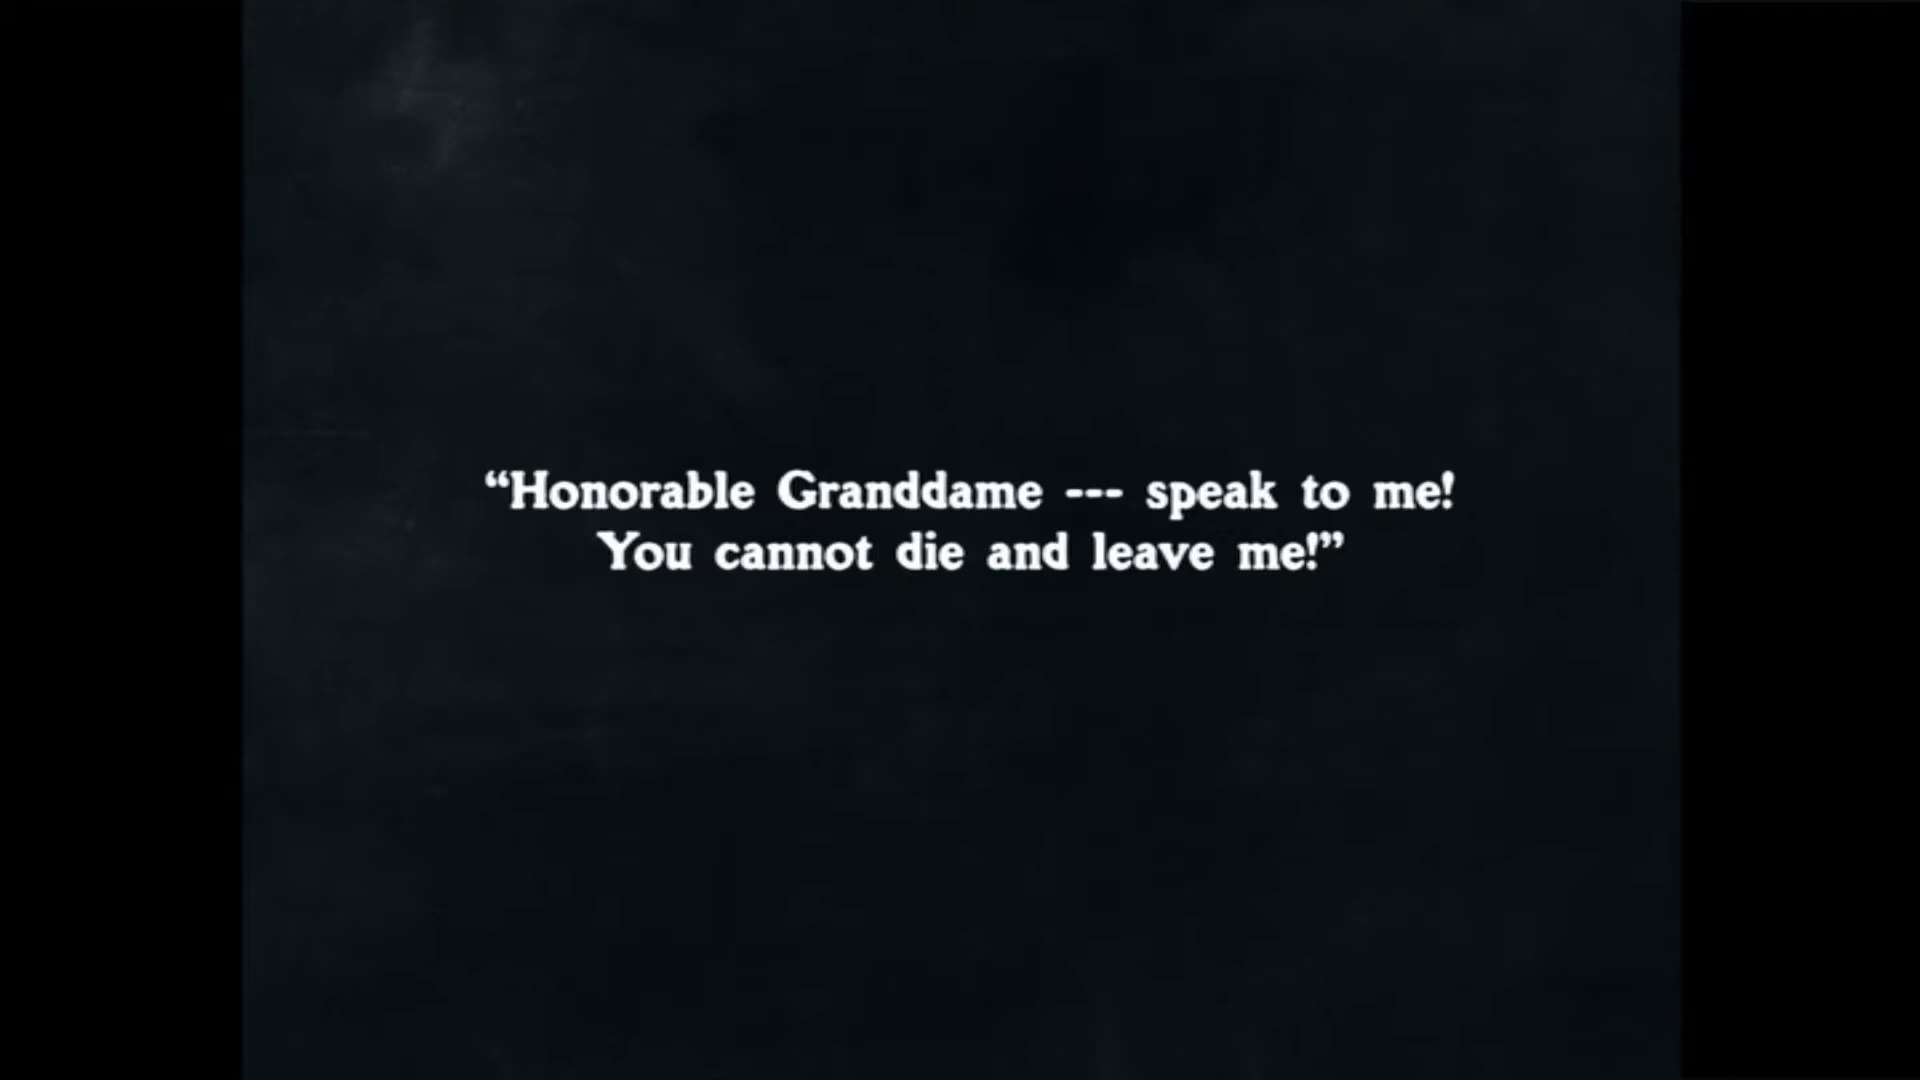 “Honorable Granddame --- speak to me!
You cannot die and leave me!”